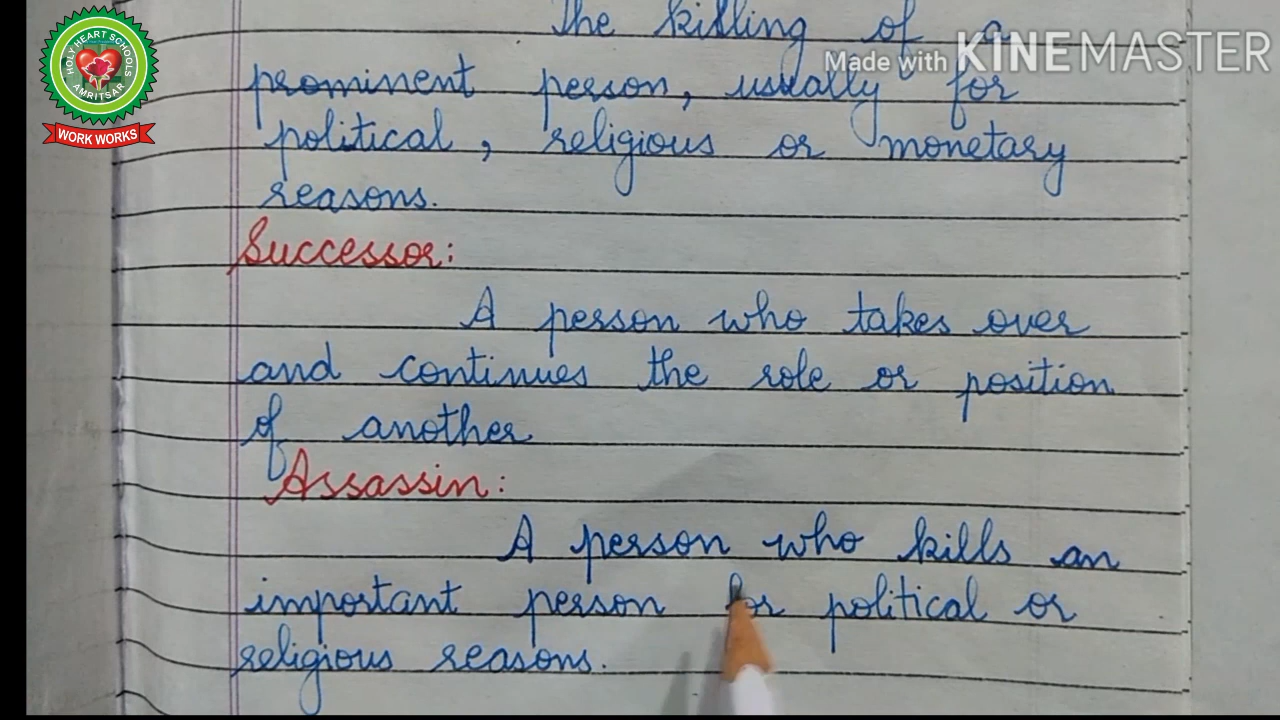 HOLY HEART SCHOOLS
AMRITSAR
WORK WORKS
Made with KINEMASTER
The killing of a
prominent person, usually for
political, religious or monetary
reasons.
Successor:
A person who takes over
and continues the role or position
of another
Assassin:
A person who kills an
important person for political or
religious reasons.